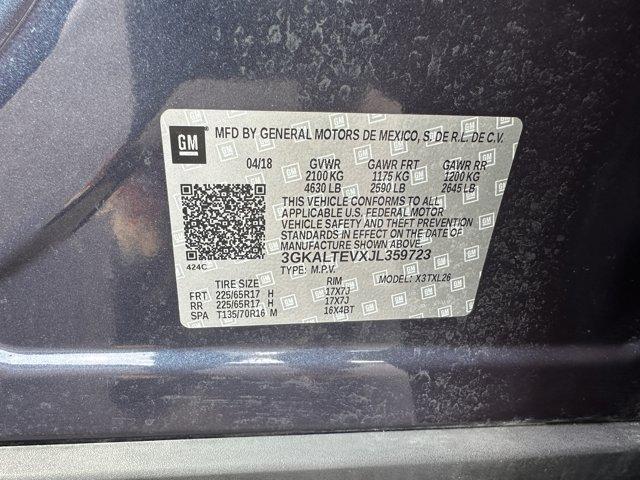 GM MFD BY GENERAL MOTORS DE MEXICO, S. DE R.L. DE C.V.
04/18 GVWR GAWR FRT GAWR RR
2100 KG 1175 KG 1200 KG
4630 LB 2590 LB 2645 LB
THIS VEHICLE CONFORMS TO ALL
APPLICABLE U.S. FEDERAL MOTOR
VEHICLE SAFETY AND THEFT PREVENTION
STANDARDS IN EFFECT ON THE DATE OF
MANUFACTURE SHOWN ABOVE.
424C 3GKALTEVXJL359723
TYPE: M.P.V. MODEL: X3TXL26
TIRE SIZE RIM
FRT 225/65R17 H 17X7J
RR 225/65R17 H 17X7J
SPA T135/70R16 M 16X4BT